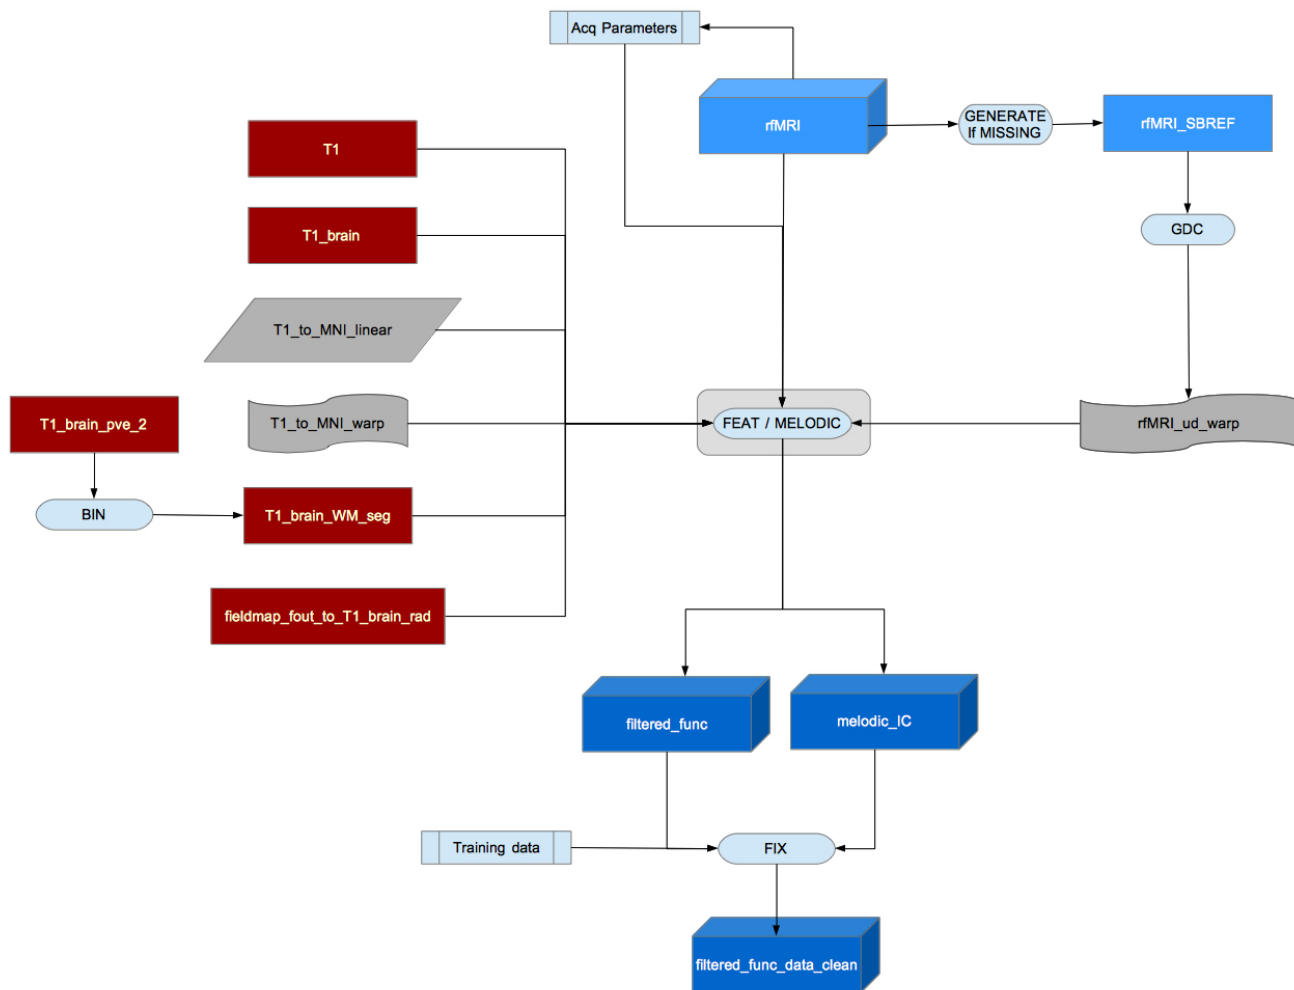 Acq Parameters
rfMRI
GENERATE
If MISSING
rfMRI_SBREF
T1
T1_brain
GDC
T1_to_MNI_linear
T1_brain_pve_2
T1_to_MNI_warp
FEAT / MELODIC
rfMRI_ud_warp
BIN
T1_brain_WM_seg
fieldmap_fout_to_T1_brain_rad
filtered_func
melodic_IC
Training data
FIX
filtered_func_data_clean